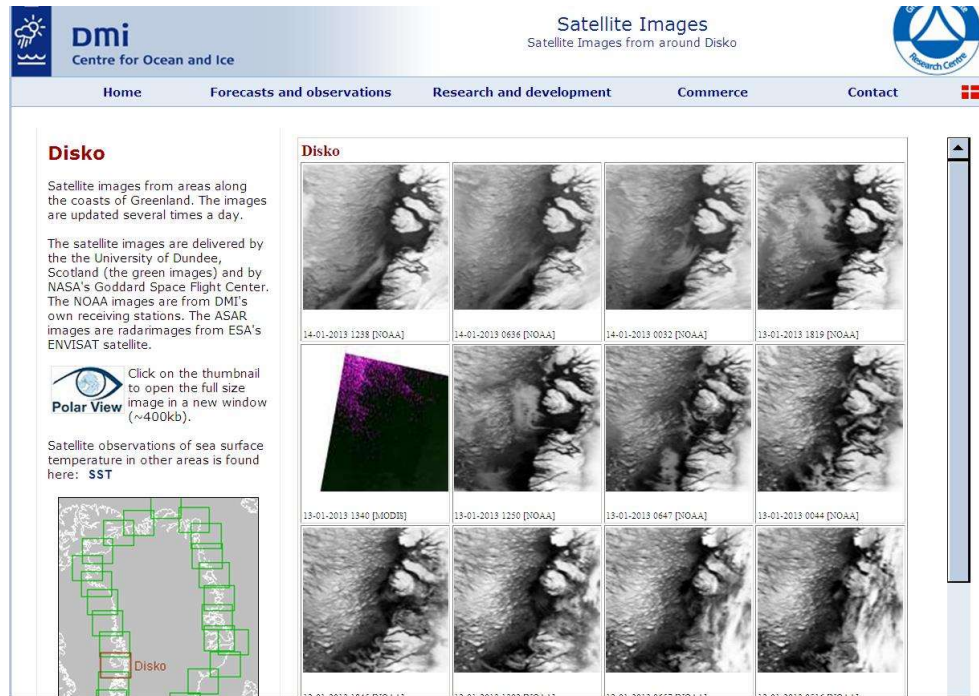 Dmi
Centre for Ocean and Ice
Satellite Images
Satellite Images from around Disko
Research Centre
Home
Forecasts and observations
Research and development
Commerce
Contact
Disko
Satellite images from areas along
the coasts of Greenland. The images
are updated several times a day.
The satellite images are delivered by
the the University of Dundee,
Scotland (the green images) and by
NASA's Goddard Space Flight Center.
The NOAA images are from DMI's
own receiving stations. The ASAR
images are radarimages from ESA's
ENVISAT satellite.
Polar View
Click on the thumbnail
to open the full size
image in a new window
(~400kb).
Satellite observations of sea surface
temperature in other areas is found
here: SST
Disko
Disko
14-01-2013 1238 [NOAA]
14-01-2013 0636 [NOAA]
14-01-2013 0032 [NOAA]
13-01-2013 1819 [NOAA]
13-01-2013 1340 [MODIS]
13-01-2013 1250 [NOAA]
13-01-2013 0647 [NOAA]
13-01-2013 0044 [NOAA]